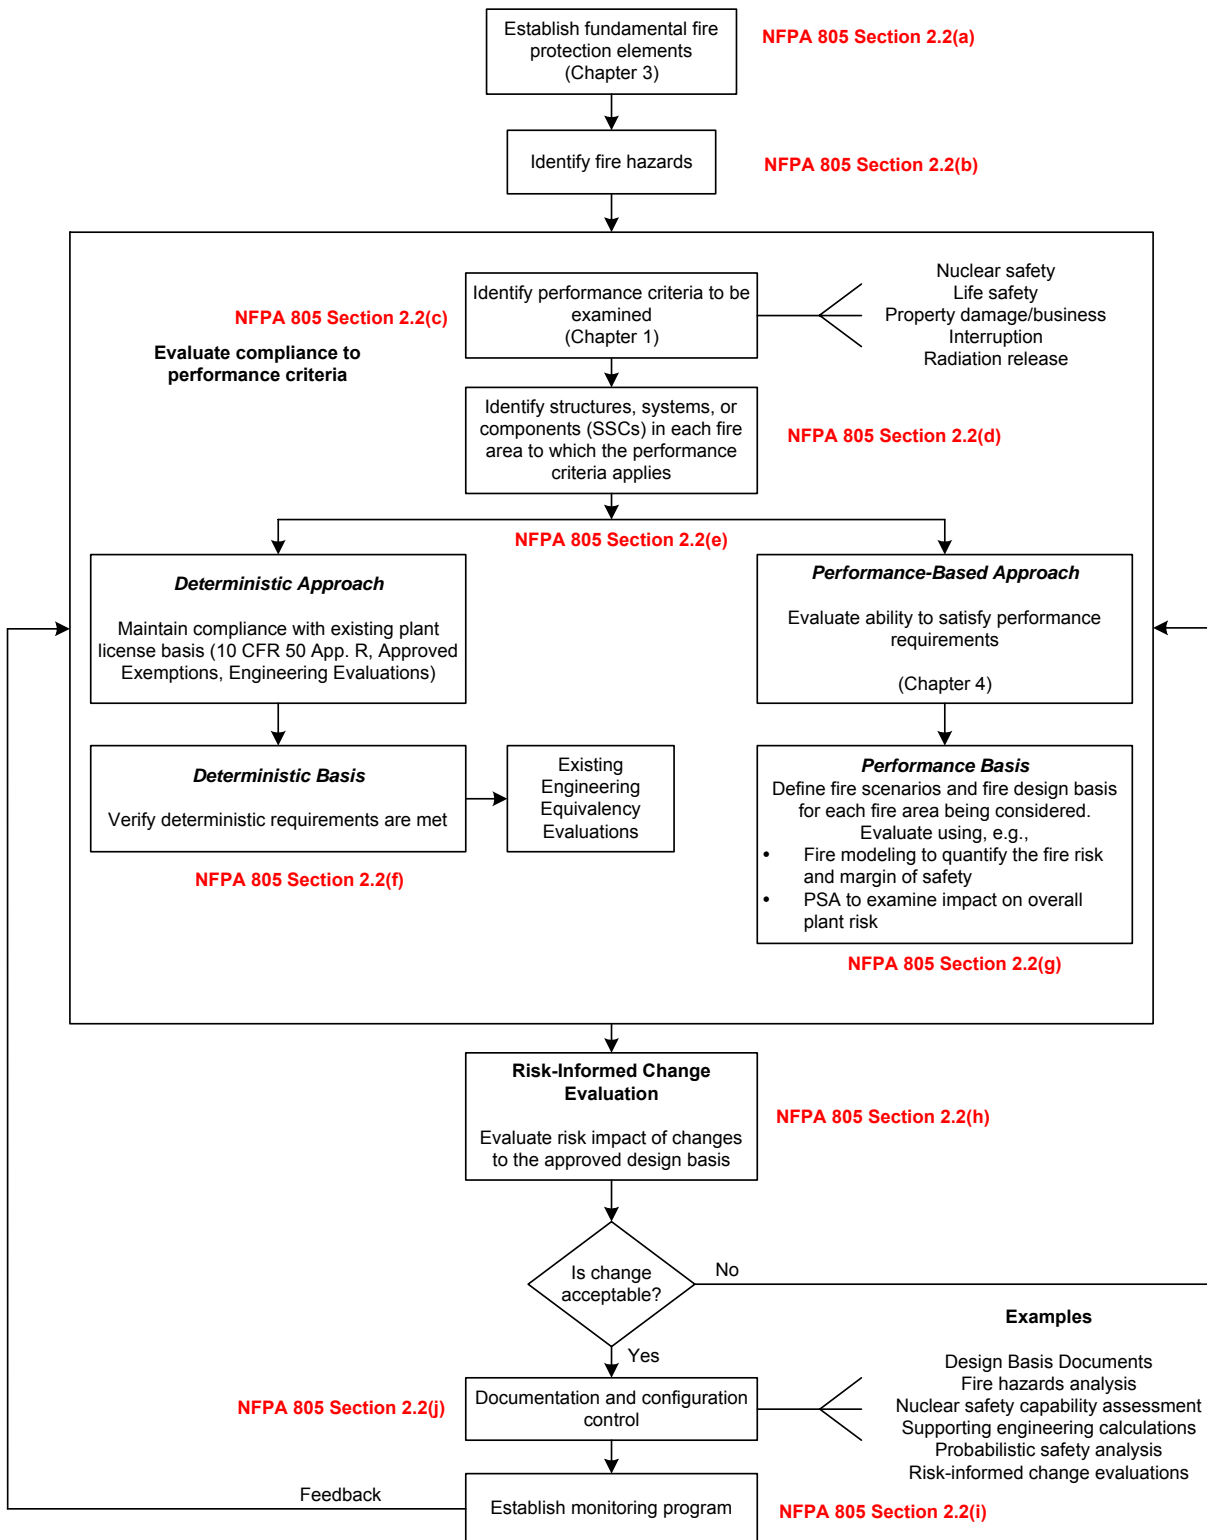 Establish fundamental fire
protection elements
(Chapter 3)
NFPA 805 Section 2.2(a)
Identify fire hazards
NFPA 805 Section 2.2(b)
NFPA 805 Section 2.2(c)
Evaluate compliance to
performance criteria
Identify performance criteria to be
examined
(Chapter 1)
Nuclear safety
Life safety
Property damage/business
Interruption
Radiation release
Identify structures, systems, or
components (SSCs) in each fire
area to which the performance
criteria applies
NFPA 805 Section 2.2(d)
NFPA 805 Section 2.2(e)
Deterministic Approach
Maintain compliance with existing plant
license basis (10 CFR 50 App. R, Approved
Exemptions, Engineering Evaluations)
Performance-Based Approach
Evaluate ability to satisfy performance
requirements
(Chapter 4)
Deterministic Basis
Verify deterministic requirements are met
NFPA 805 Section 2.2(f)
Existing
Engineering
Equivalency
Evaluations
Performance Basis
Define fire scenarios and fire design basis
for each fire area being considered.
Evaluate using, e.g.,
• Fire modeling to quantify the fire risk
and margin of safety
• PSA to examine impact on overall
plant risk
NFPA 805 Section 2.2(g)
Risk-Informed Change
Evaluation
Evaluate risk impact of changes
to the approved design basis
NFPA 805 Section 2.2(h)
Is change
acceptable?
No
Yes
Examples
Design Basis Documents
Fire hazards analysis
Nuclear safety capability assessment
Supporting engineering calculations
Probabilistic safety analysis
Risk-informed change evaluations
NFPA 805 Section 2.2(j)
Documentation and configuration
control
Feedback
Establish monitoring program
NFPA 805 Section 2.2(i)